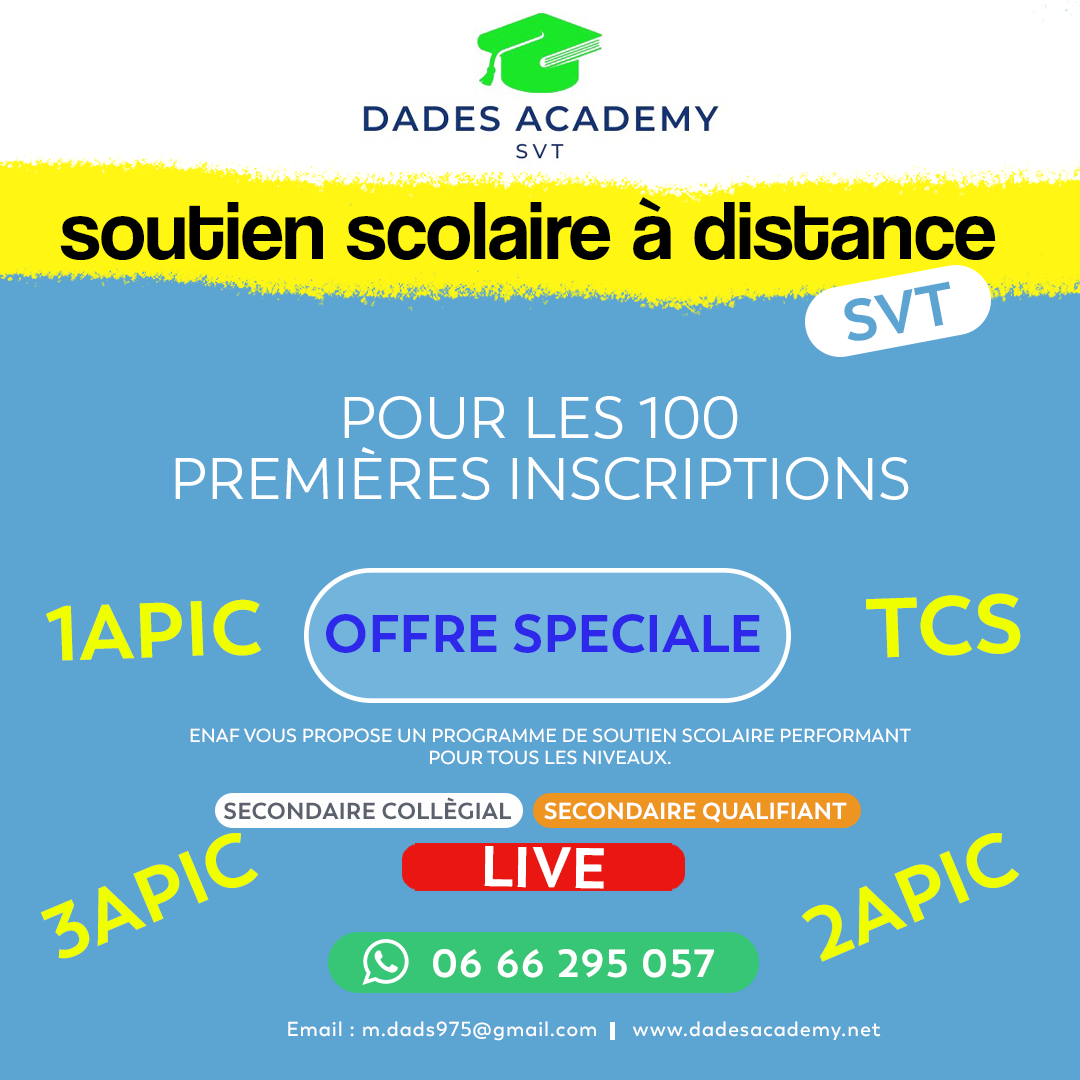 DADES ACADEMY
SVT
soutien scolaire à distance
SVT
POUR LES 100
PREMIÈRES INSCRIPTIONS
1APIC
OFFRE SPECIALE
TCS
ENAF VOUS PROPOSE UN PROGRAMME DE SOUTIEN SCOLAIRE PERFORMANT
POUR TOUS LES NIVEAUX.
SECONDAIRE COLLÈGIAL
SECONDAIRE QUALIFIANT
LIVE
3APIC
2APIC
06 66 295 057
Email : m.dads975@gmail.com | www.dadesacademy.net